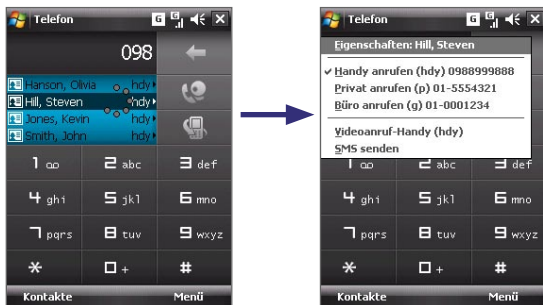 Telefon
098
Hanson, Olivia hdy
Hill, Steven hdy
Jones, Kevin hdy
Smith, John hdy
1
2 abc
3 def
4 ghi
5 jkl
6 mno
7 pqrs
8 tuv
9 wxyz
*
0 +
#
Kontakte Menü
Telefon
Eigenschaften: Hill, Steven
Handy anrufen (hdy) 0988999888
Privat anrufen (p) 01-5554321
Büro anrufen (g) 01-0001234
Videoanruf-Handy (hdy)
SMS senden
1
2 abc
3 def
4 ghi
5 jkl
6 mno
7 pqrs
8 tuv
9 wxyz
*
0 +
#
Kontakte Menü